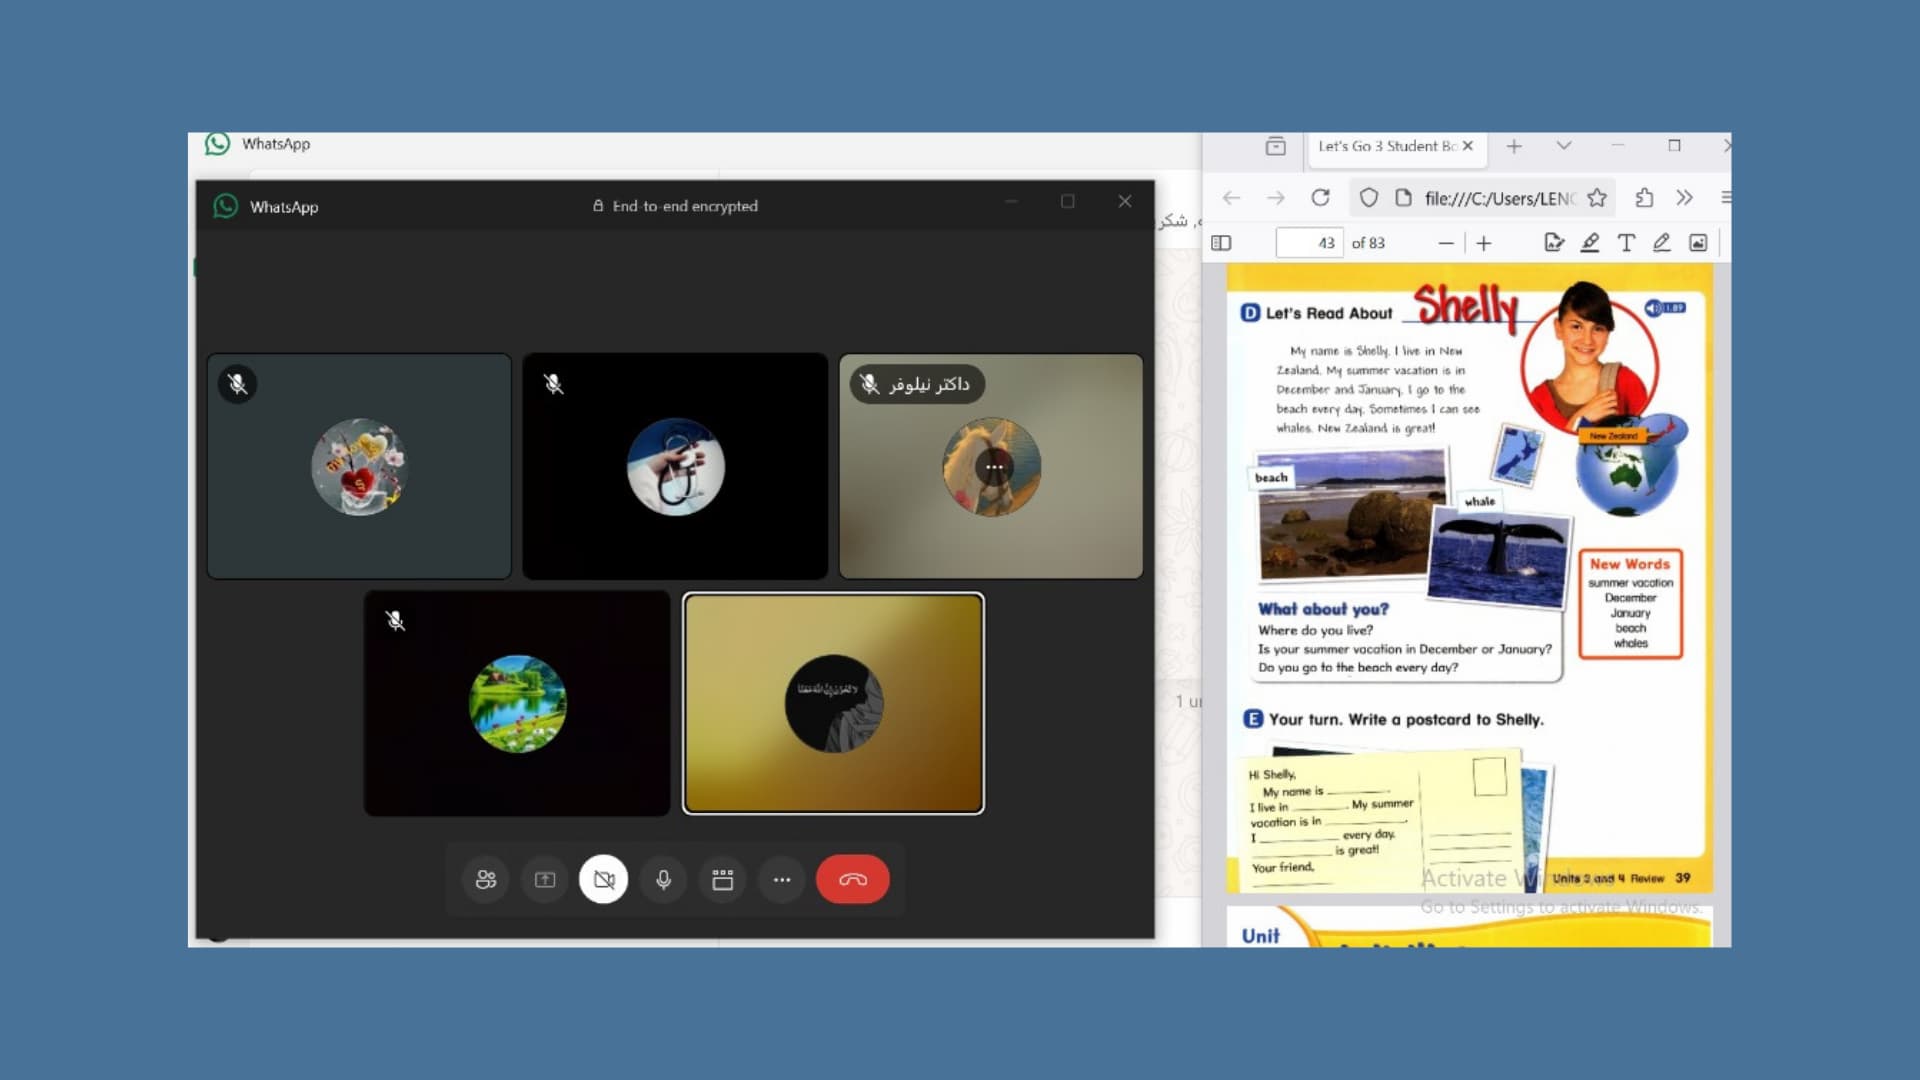 WhatsApp
WhatsApp
End-to-end encrypted
داکتر نیلوفر
شکر
1
Let's Go 3 Student Bo
file:///C:/Users/LENO
43 of 83
D Let's Read About Shelly
1.89
My name is Shelly. I live in New
Zealand. My summer vacation is in
December and January. I go to the
beach every day. Sometimes I can see
whales. New Zealand is great!
New Zealand
beach
whale
New Words
summer vacation
December
January
beach
whales
What about you?
Where do you live?
Is your summer vacation in December or January?
Do you go to the beach every day?
E Your turn. Write a postcard to Shelly.
Hi Shelly,
My name is ________.
I live in ________. My summer
vacation is in ________.
I ________ every day.
________ is great!
Your friend,
Units 3 and 4 Review 39
Activate Windows
Go to Settings to activate Windows.
Unit